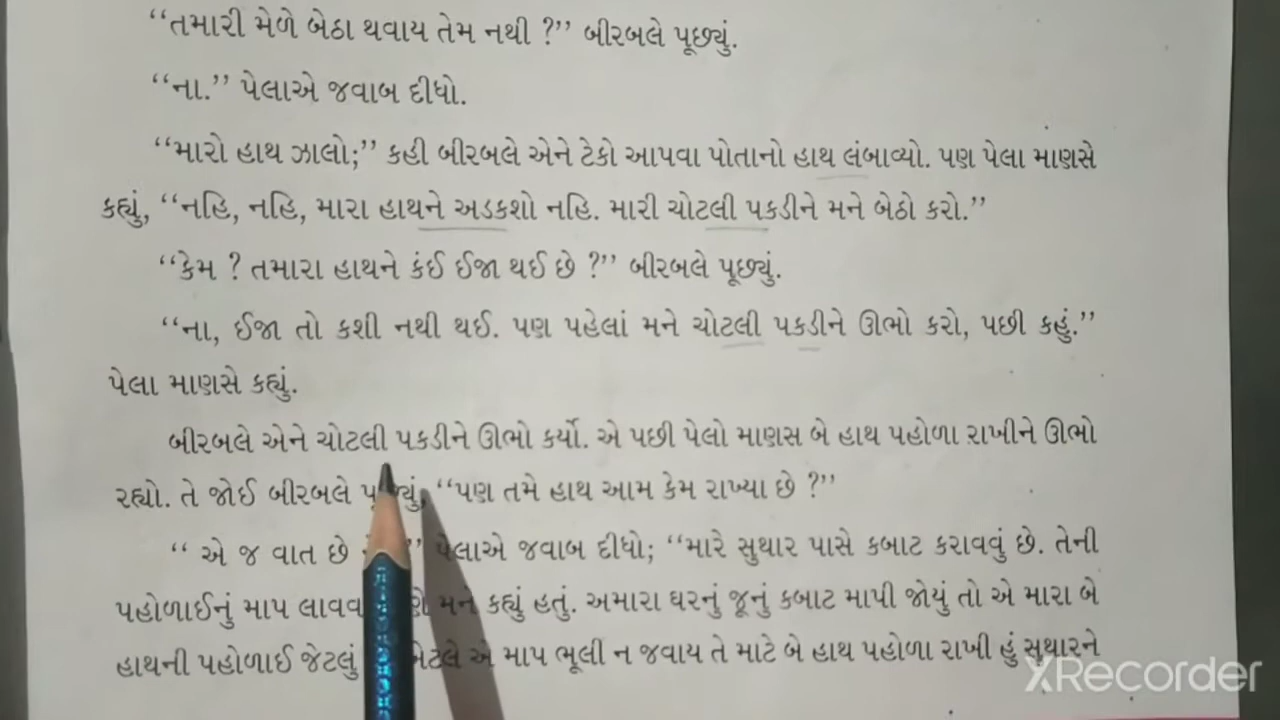 “તમારી મેળે બેઠા થવાય તેમ નથી ?” બીરબલે પૂછ્યું.
“ના.” પેલાએ જવાબ દીધો.
“મારો હાથ ઝાલો;” કહી બીરબલે એને ટેકો આપવા પોતાનો હાથ લંબાવ્યો. પણ પેલા માણસે
કહ્યું, “નહિ, નહિ, મારા હાથને અડકશો નહિ. મારી ચોટલી પકડીને મને બેઠો કરો.”
“કેમ ? તમારા હાથને કંઈ ઈજા થઈ છે ?” બીરબલે પૂછ્યું.
“ના, ઈજા તો કશી નથી થઈ. પણ પહેલાં મને ચોટલી પકડીને ઊભો કરો, પછી કહું.”
પેલા માણસે કહ્યું.
બીરબલે એને ચોટલી પકડીને ઊભો કર્યો. એ પછી પેલો માણસ બે હાથ પહોળા રાખીને ઊભો
રહ્યો. તે જોઈ બીરબલે “પણ તમે હાથ આમ કેમ રાખ્યા છે ?”
“ એ જ વાત છે ” પેલાએ જવાબ દીધો; “મારે સુથાર પાસે કબાટ કરાવવું છે. તેની
પહોળાઈનું માપ મને કહ્યું હતું. અમારા ઘરનું જૂનું કબાટ માપી જોયું તો એ મારા બે
હાથની પહોળાઈ જેટલું એ માપ ભૂલી ન જવાય તે માટે બે હાથ પહોળા રાખી હું સુથારને
XRecorder